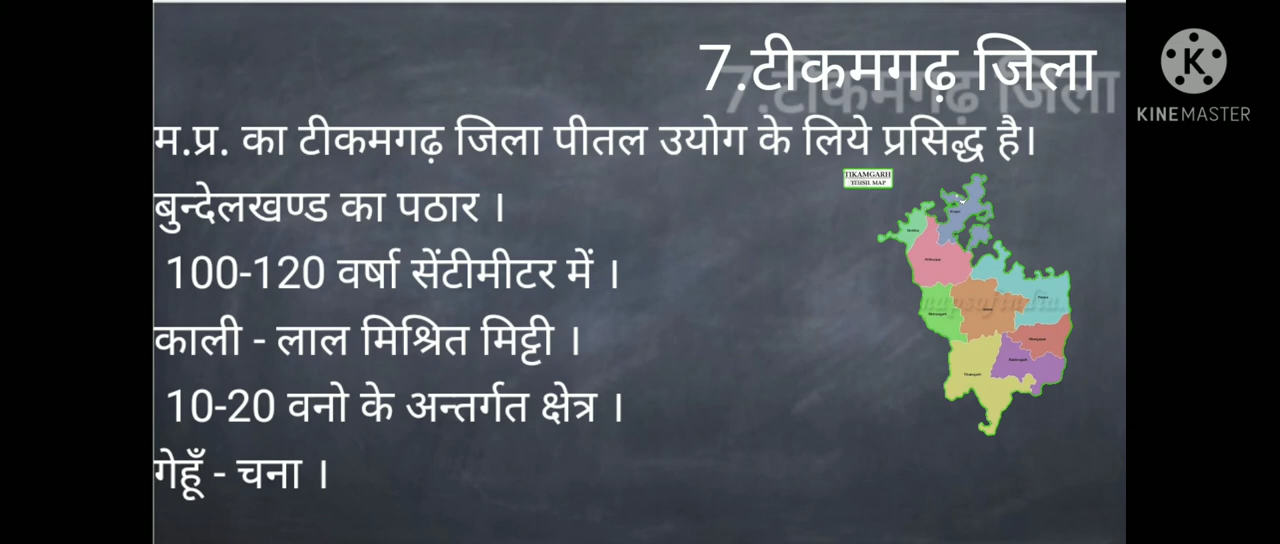 7.टीकमगढ़ जिला
KINEMASTER
म.प्र. का टीकमगढ़ जिला पीतल उयोग के लिये प्रसिद्ध है।
TIKAMGARH
TEHSIL MAP
बुन्देलखण्ड का पठार ।
100-120 वर्षा सेंटीमीटर में ।
काली - लाल मिश्रित मिट्टी ।
10-20 वनो के अन्तर्गत क्षेत्र ।
गेहूँ - चना ।